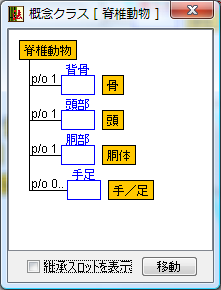 概念クラス [ 脊椎動物 ]
脊椎動物
背骨
p/o 1 骨
頭部
p/o 1 頭
胴部
p/o 1 胴体
手足
p/o 0.. 手／足
継承スロットを表示 移動